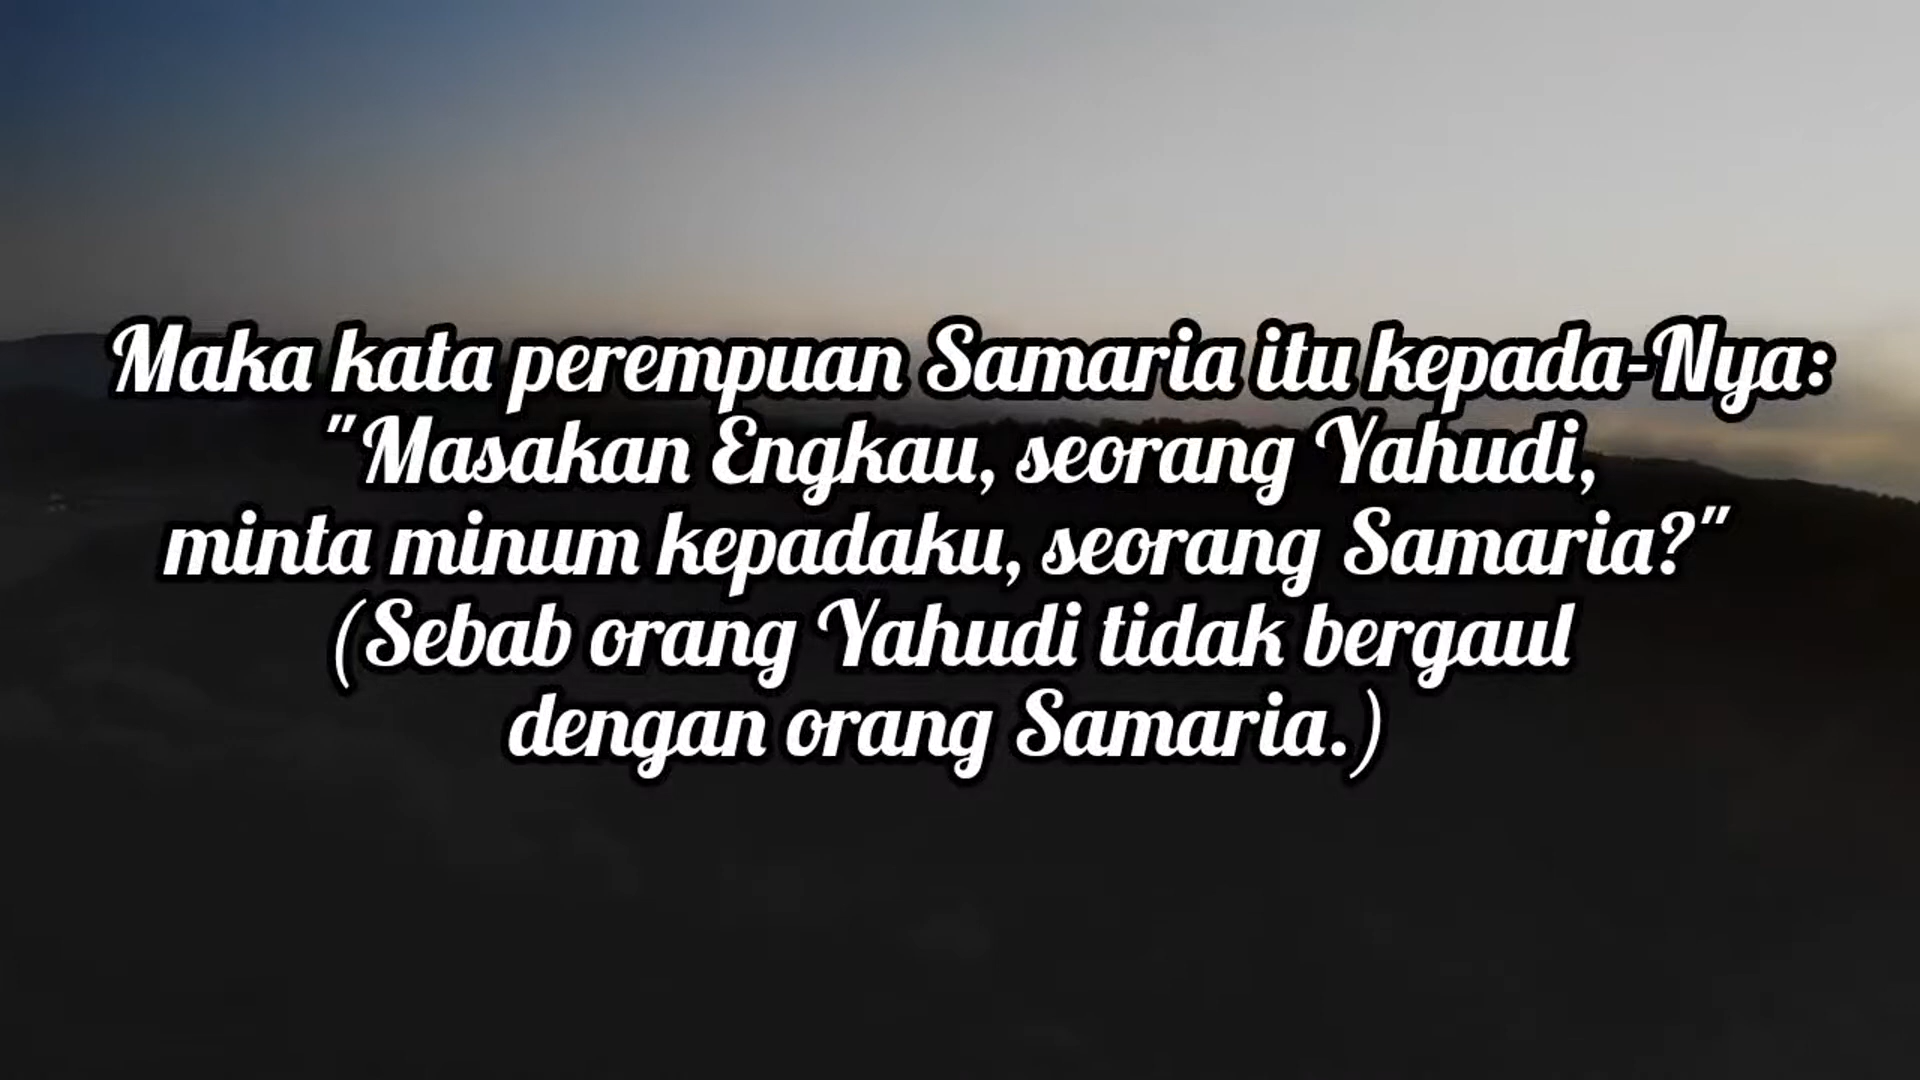 Maka kata perempuan Samaria itu kepada-Nya:
"Masakan Engkau, seorang Yahudi,
minta minum kepadaku, seorang Samaria?"
(Sebab orang Yahudi tidak bergaul
dengan orang Samaria.)